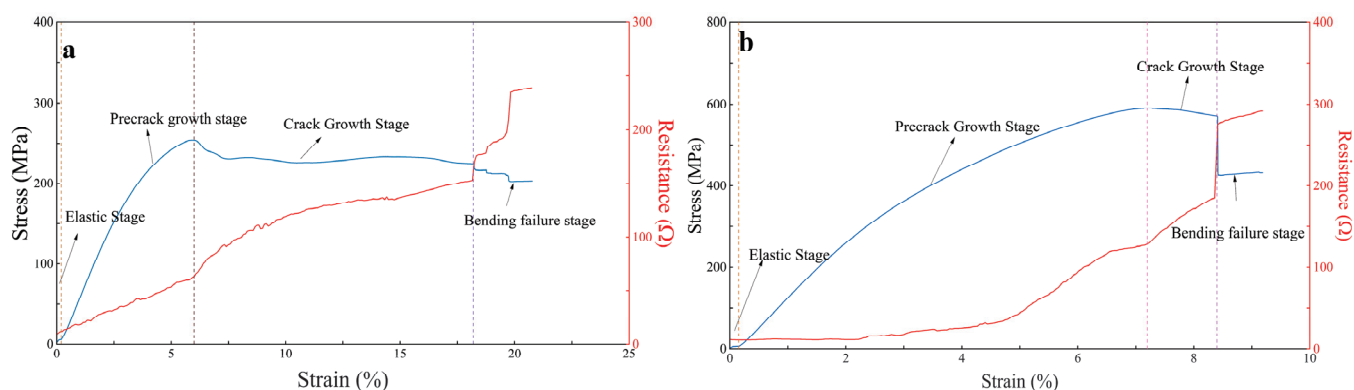 a
400
300
200
100
0
Stress (MPa)
Precrack growth stage
Crack Growth Stage
Elastic Stage
Bending failure stage
300
200
100
0
Resistance (Ω)
0 5 10 15 20 25
Strain (%)
b
800
600
400
200
0
Stress (MPa)
Crack Growth Stage
Precrack Growth Stage
Elastic Stage
Bending failure stage
400
300
200
100
0
Resistance (Ω)
0 2 4 6 8 10
Strain (%)